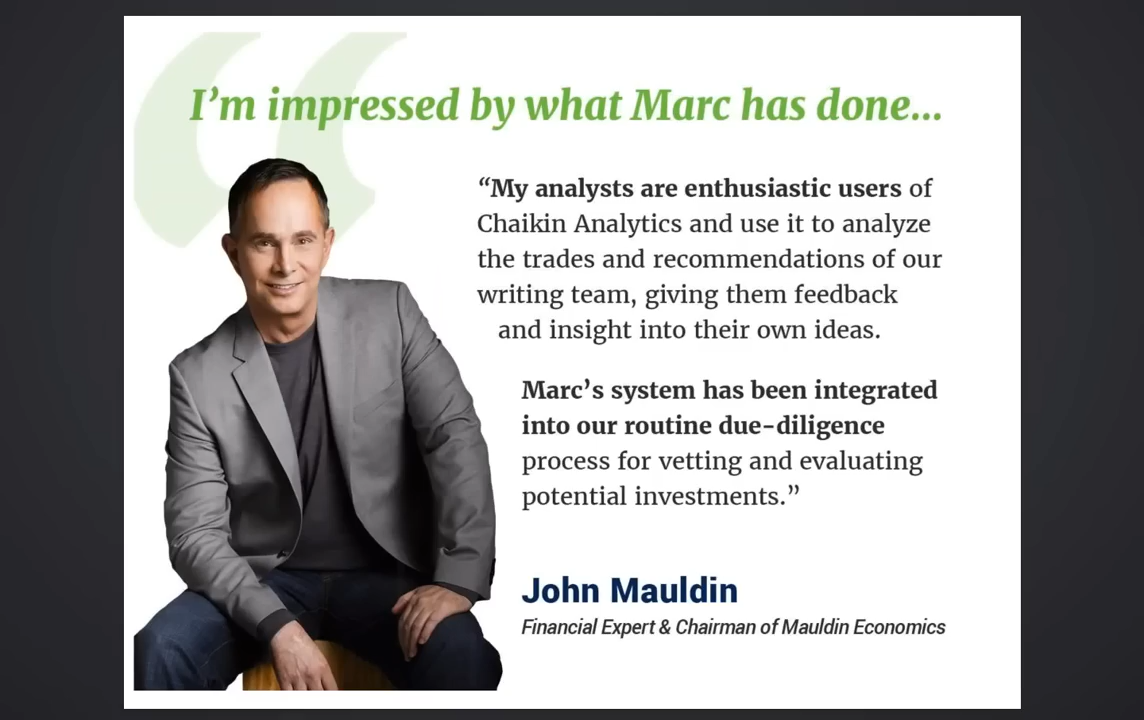 I’m impressed by what Marc has done...
“My analysts are enthusiastic users of
Chaikin Analytics and use it to analyze
the trades and recommendations of our
writing team, giving them feedback
and insight into their own ideas.
Marc’s system has been integrated
into our routine due-diligence
process for vetting and evaluating
potential investments.”
John Mauldin
Financial Expert & Chairman of Mauldin Economics